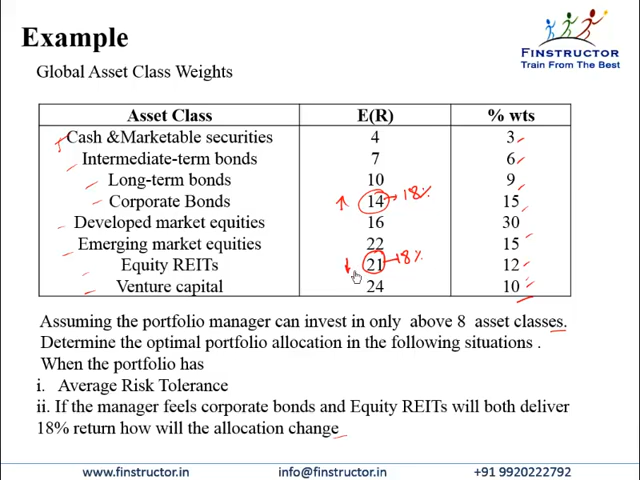 Example
FINSTRUCTOR
TRAIN FROM THE BEST
Global Asset Class Weights
Asset Class E(R) % wts
Cash &Marketable securities 4 3
Intermediate-term bonds 7 6
Long-term bonds 10 9
Corporate Bonds 14 18% 15
Developed market equities 16 30
Emerging market equities 22 15
Equity REITs 21 18% 12
Venture capital 24 10
Assuming the portfolio manager can invest in only above 8 asset classes.
Determine the optimal portfolio allocation in the following situations .
When the portfolio has
i. Average Risk Tolerance
ii. If the manager feels corporate bonds and Equity REITs will both deliver
18% return how will the allocation change
www.finstructor.in info@finstructor.in +91 9920222792